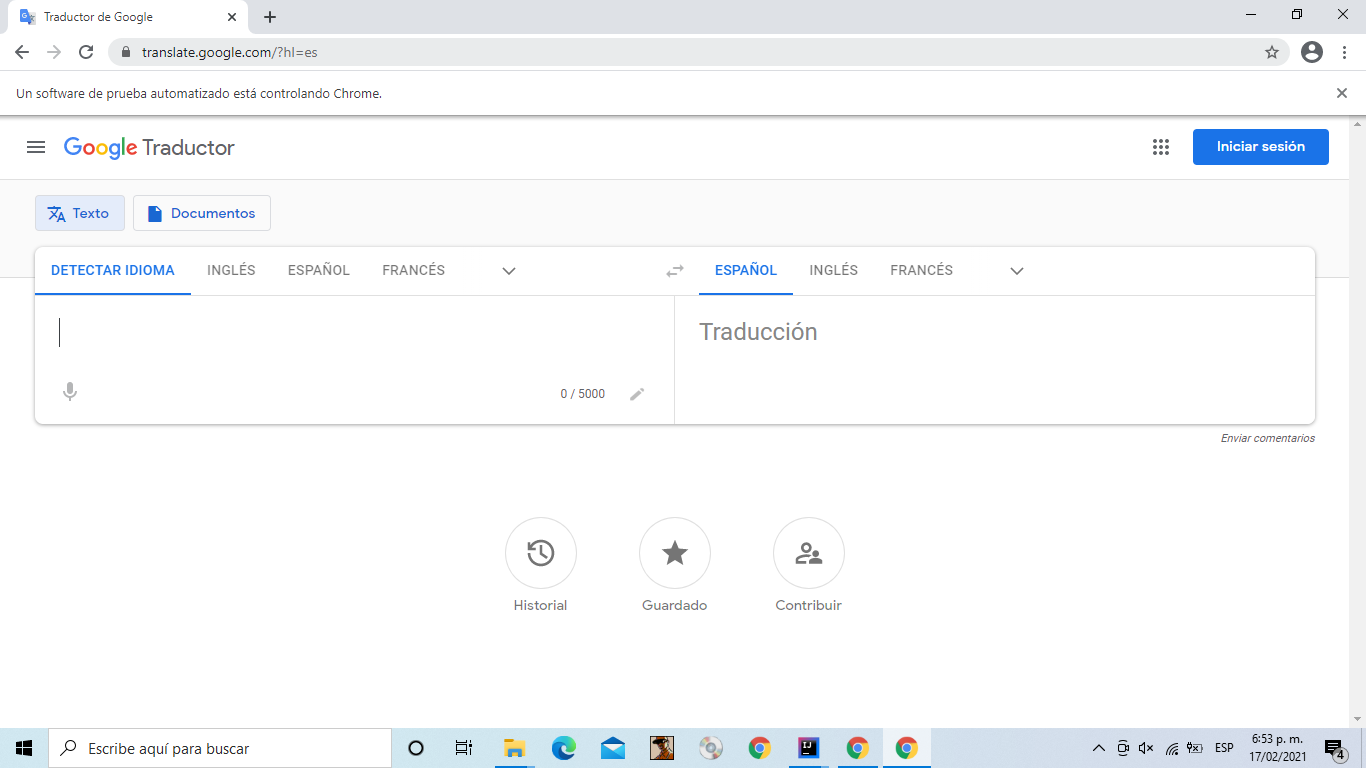 Traductor de Google
translate.google.com/?hl=es
Un software de prueba automatizado está controlando Chrome.
Google Traductor
Iniciar sesión
Texto Documentos
DETECTAR IDIOMA INGLÉS ESPAÑOL FRANCÉS ESPAÑOL INGLÉS FRANCÉS
Traducción
0 / 5000
Enviar comentarios
Historial Guardado Contribuir
Escribe aquí para buscar
ESP
6:53 p. m.
17/02/2021
4